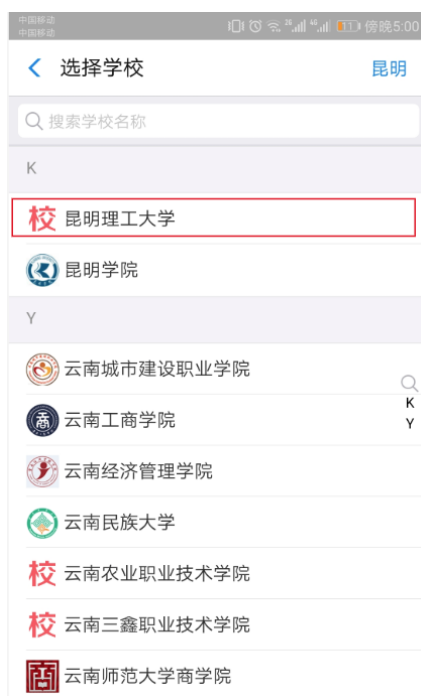 中国移动
中国移动
2G 4G 11 傍晚5:00
选择学校 昆明
搜索学校名称
K
校 昆明理工大学
昆明学院
Y
云南城市建设职业学院
商 云南工商学院
K
Y
云南经济管理学院
云南民族大学
校 云南农业职业技术学院
校 云南三鑫职业技术学院
云南师范大学商学院